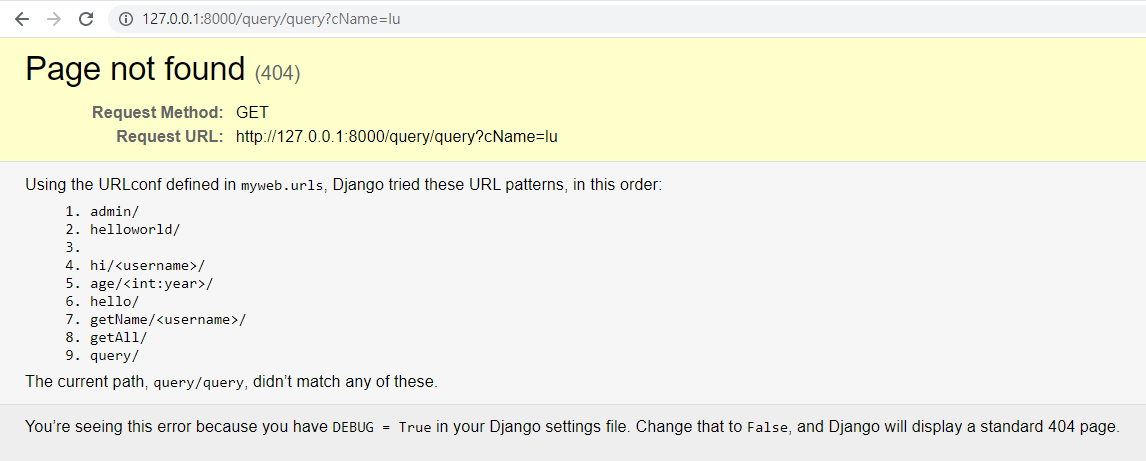 127.0.0.1:8000/query/query?cName=lu
Page not found (404)
Request Method: GET
Request URL: http://127.0.0.1:8000/query/query?cName=lu
Using the URLconf defined in myweb.urls, Django tried these URL patterns, in this order:
1. admin/
2. helloworld/
3.
4. hi/<username>/
5. age/<int:year>/
6. hello/
7. getName/<username>/
8. getAll/
9. query/
The current path, query/query, didn’t match any of these.
You’re seeing this error because you have DEBUG = True in your Django settings file. Change that to False, and Django will display a standard 404 page.